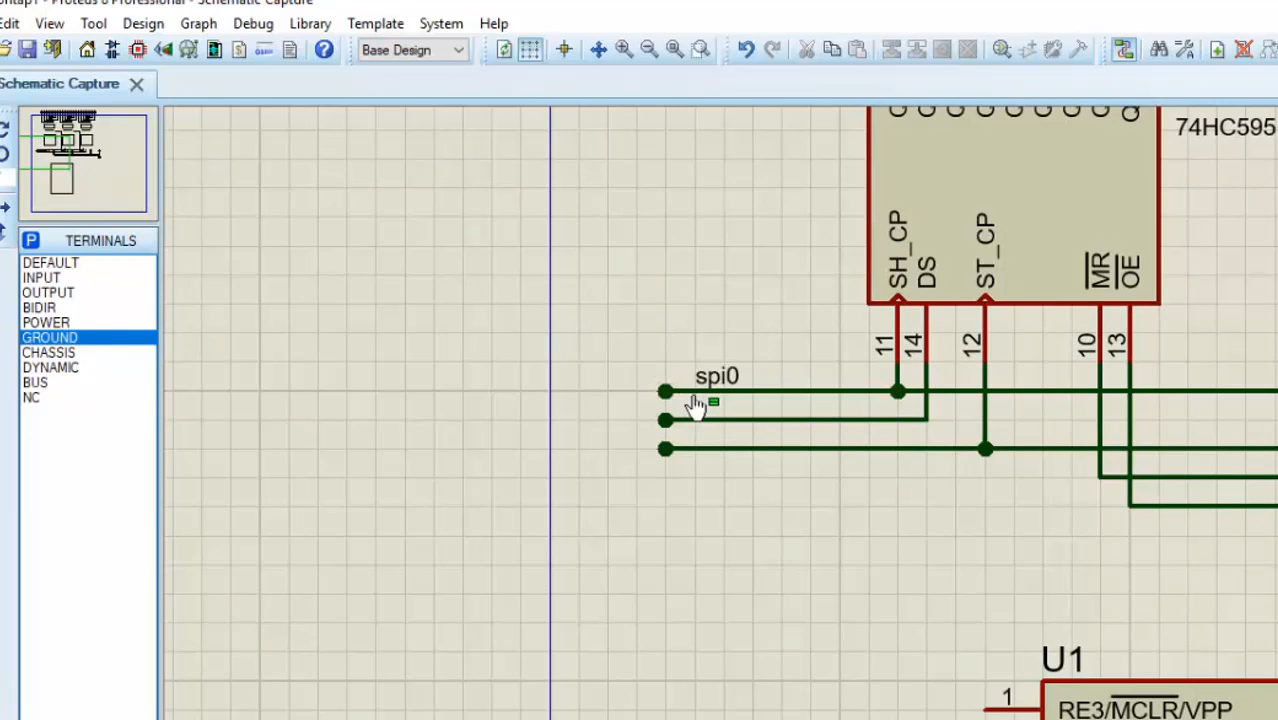 Proteus 8 Professional - Schematic Capture
Edit View Tool Design Graph Debug Library Template System Help
Base Design
Schematic Capture
P TERMINALS
DEFAULT
INPUT
OUTPUT
BIDIR
POWER
GROUND
CHASSIS
DYNAMIC
BUS
NC
74HC595
SH_CP
DS
ST_CP
MR
OE
11
14
12
10
13
spi0
U1
1
RE3/MCLR/VPP